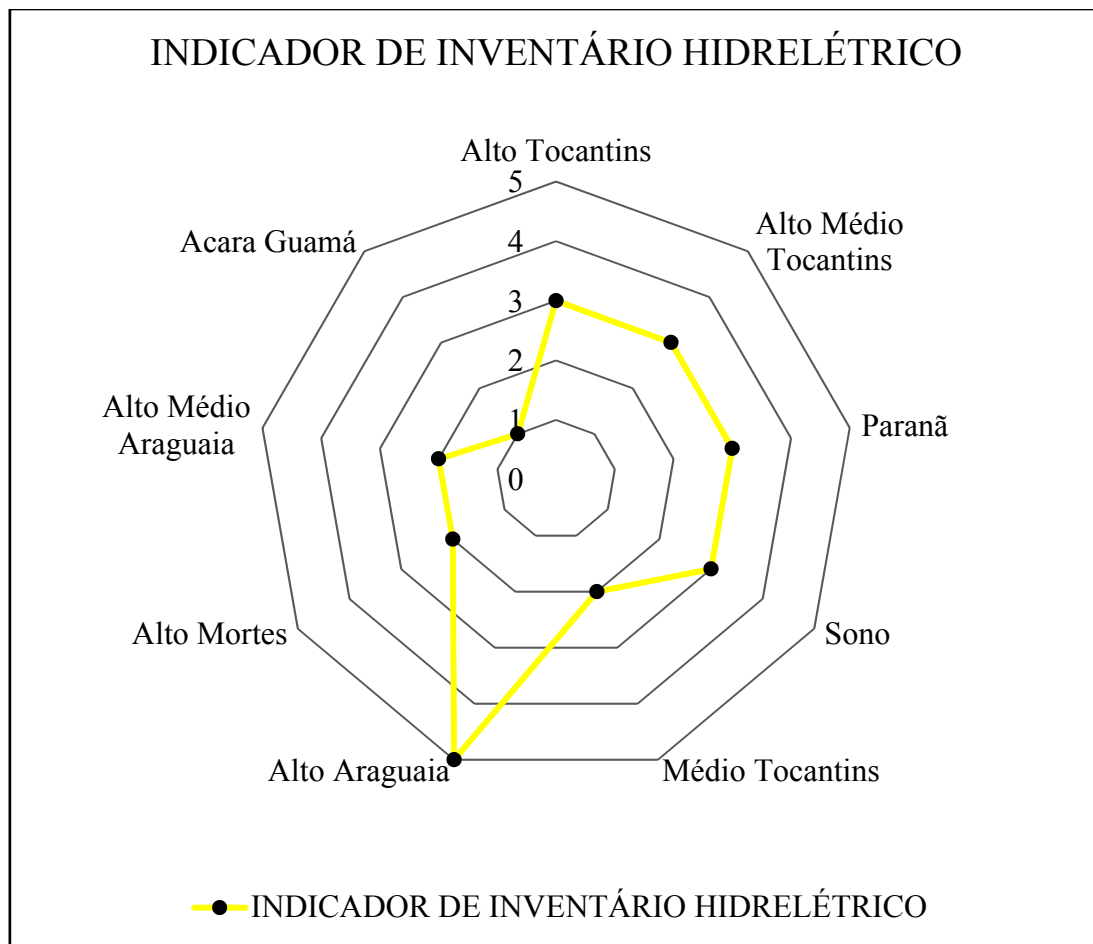 INDICADOR DE INVENTÁRIO HIDRELÉTRICO
Alto Tocantins
5
Alto Médio
Tocantins
Acara Guamá
4
3
2
Alto Médio
Araguaia
Paranã
1
0
Alto Mortes
Sono
Alto Araguaia
Médio Tocantins
INDICADOR DE INVENTÁRIO HIDRELÉTRICO